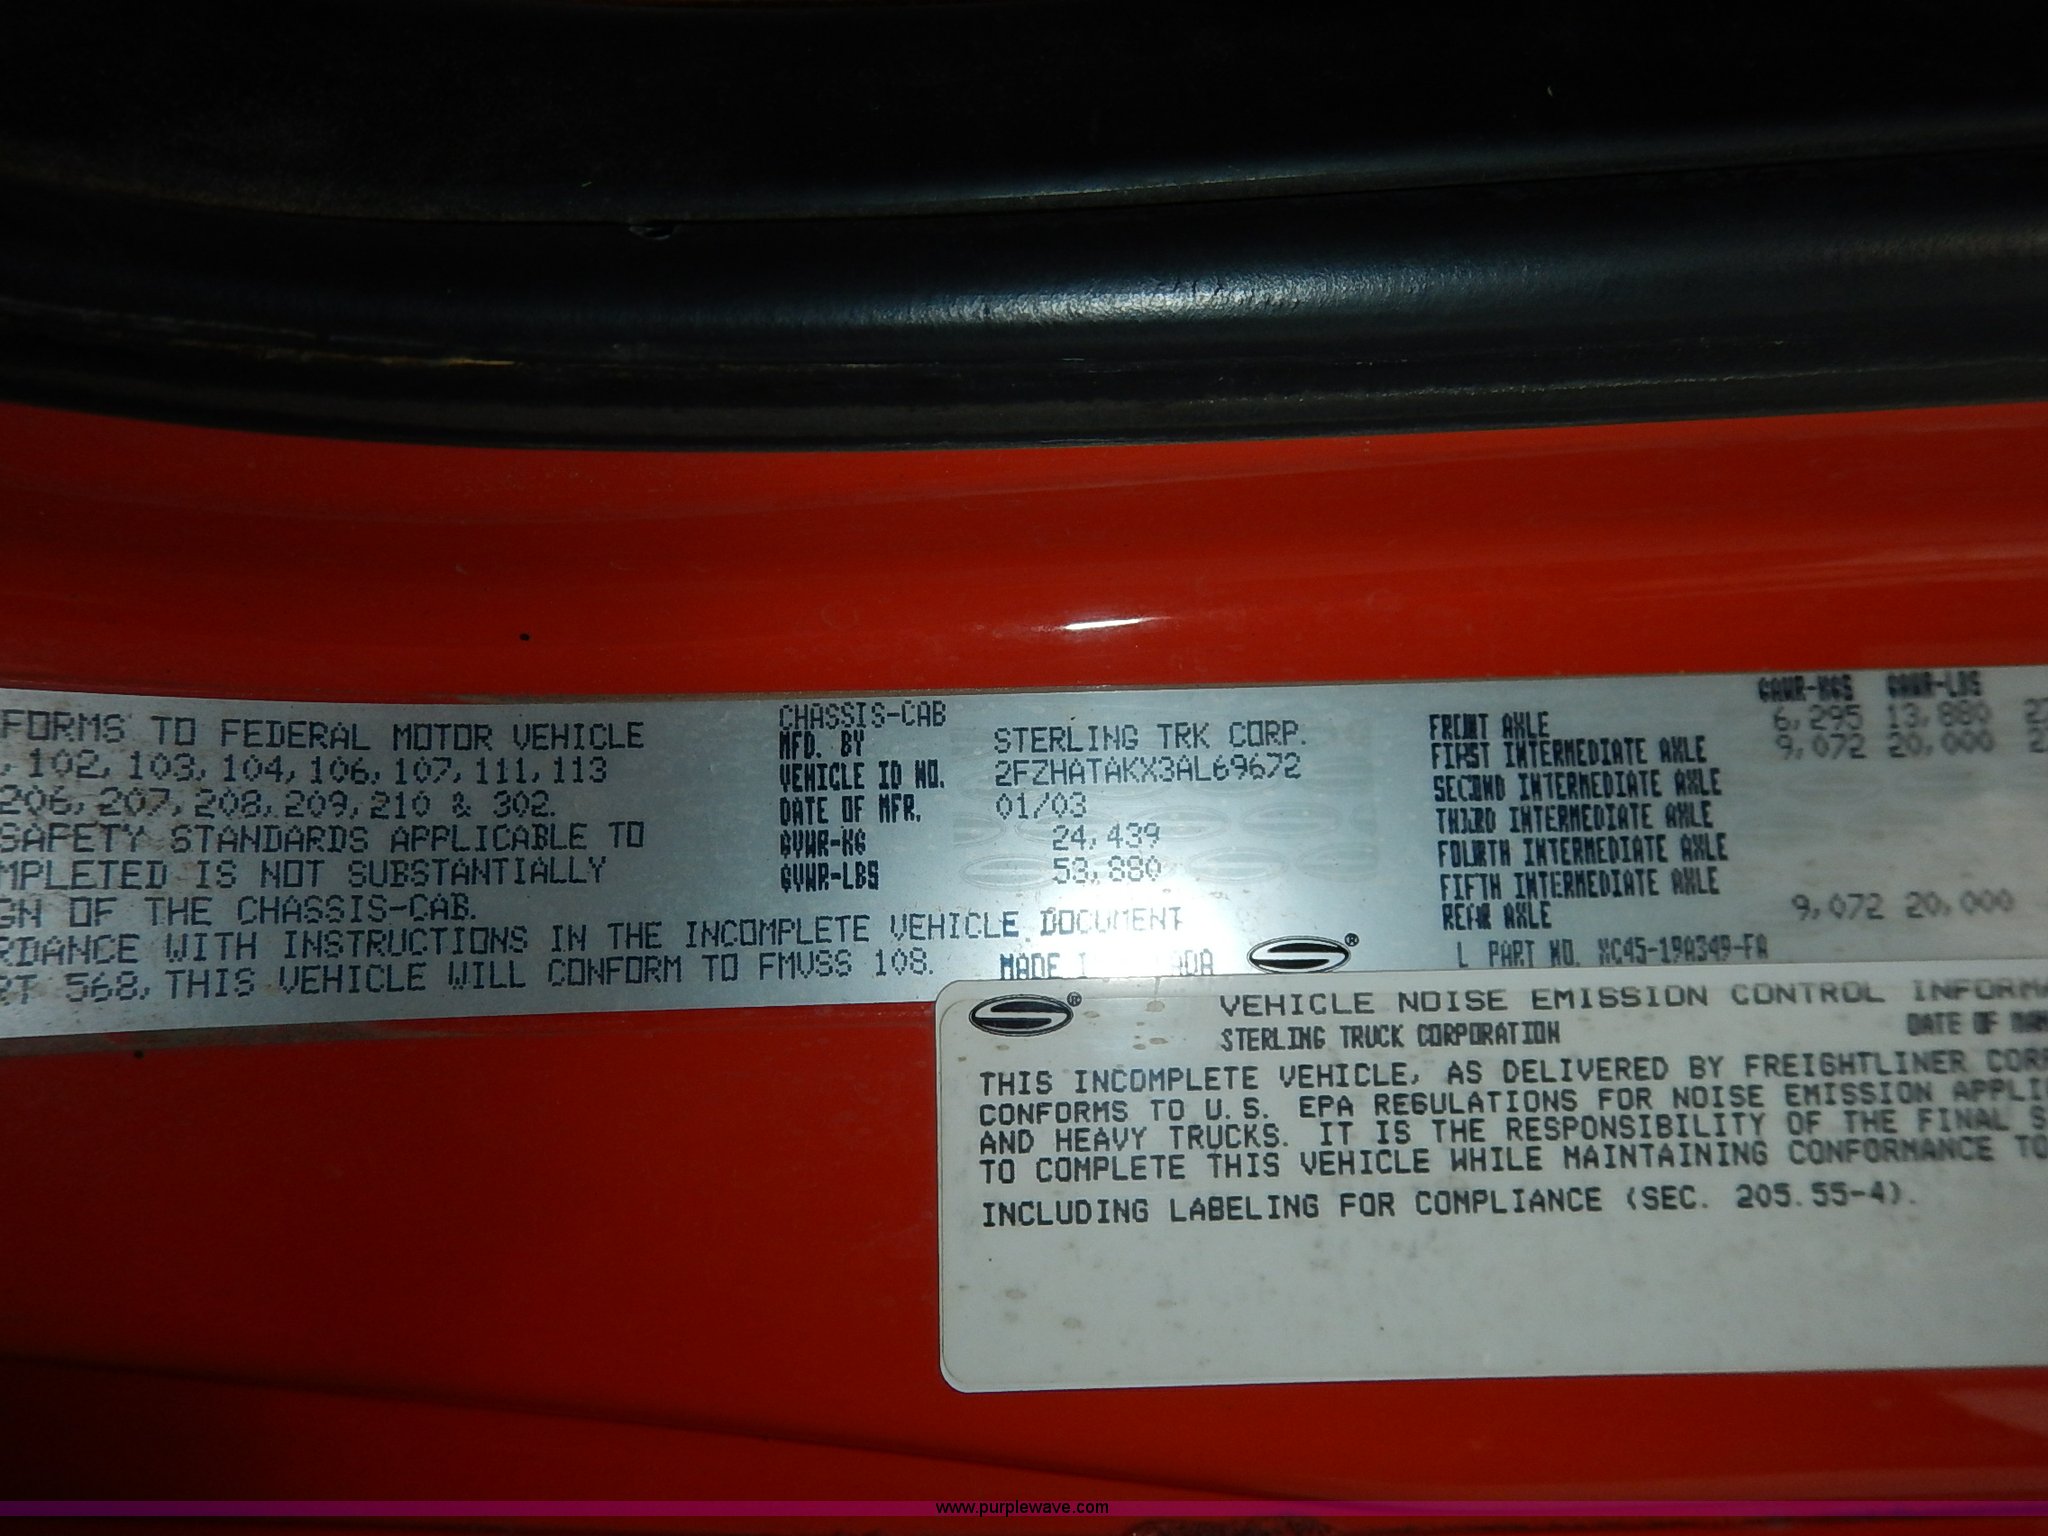 FORMS TO FEDERAL MOTOR VEHICLE
, 102, 103, 104, 106, 107, 111, 113
206, 207, 208, 209, 210 & 302.
SAFETY STANDARDS APPLICABLE TO
MPLETED IS NOT SUBSTANTIALLY
GN OF THE CHASSIS-CAB.
RDANCE WITH INSTRUCTIONS IN THE INCOMPLETE VEHICLE DOCUMENT
RT 568, THIS VEHICLE WILL CONFORM TO FMVSS 108.
CHASSIS-CAB
MFD. BY STERLING TRK CORP.
VEHICLE ID NO. 2FZHATAKX3AL69672
DATE OF MFR. 01/03
GVWR-KG 24,439
GVWR-LBS 53,880
MADE I ADA
GAWR-KGS GAWR-LBS
FRONT AXLE 6,295 13,880
FIRST INTERMEDIATE AXLE 9,072 20,000
SECOND INTERMEDIATE AXLE
THIRD INTERMEDIATE AXLE
FOURTH INTERMEDIATE AXLE
FIFTH INTERMEDIATE AXLE
REAR AXLE 9,072 20,000
L PART NO. XC45-19A349-FA
VEHICLE NOISE EMISSION CONTROL INFORMA
STERLING TRUCK CORPORATION DATE OF MAN
THIS INCOMPLETE VEHICLE, AS DELIVERED BY FREIGHTLINER COR
CONFORMS TO U.S. EPA REGULATIONS FOR NOISE EMISSION APPLI
AND HEAVY TRUCKS. IT IS THE RESPONSIBILITY OF THE FINAL S
TO COMPLETE THIS VEHICLE WHILE MAINTAINING CONFORMANCE TO
INCLUDING LABELING FOR COMPLIANCE (SEC. 205.55-4).
www.purplewave.com